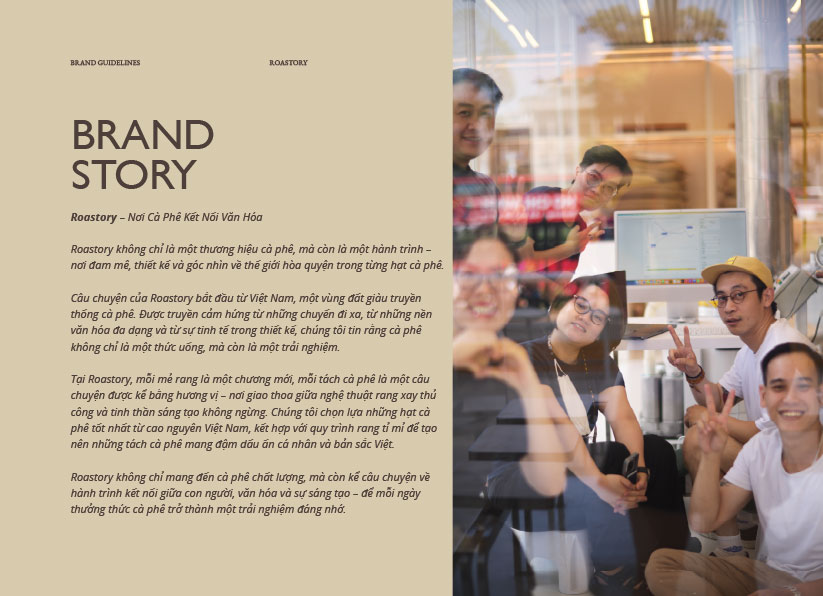 BRAND GUIDELINES
ROASTORY
BRAND
STORY
Roastory – Nơi Cà Phê Kết Nối Văn Hóa
Roastory không chỉ là một thương hiệu cà phê, mà còn là một hành trình –
nơi đam mê, thiết kế và góc nhìn về thế giới hòa quyện trong từng hạt cà phê.
Câu chuyện của Roastory bắt đầu từ Việt Nam, một vùng đất giàu truyền
thống cà phê. Được truyền cảm hứng từ những chuyến đi xa, từ những nền
văn hóa đa dạng và từ sự tinh tế trong thiết kế, chúng tôi tin rằng cà phê
không chỉ là một thức uống, mà còn là một trải nghiệm.
Tại Roastory, mỗi mẻ rang là một chương mới, mỗi tách cà phê là một câu
chuyện được kể bằng hương vị – nơi giao thoa giữa nghệ thuật rang xay thủ
công và tinh thần sáng tạo không ngừng. Chúng tôi chọn lựa những hạt cà
phê tốt nhất từ cao nguyên Việt Nam, kết hợp với quy trình rang tỉ mỉ để tạo
nên những tách cà phê mang đậm dấu ấn cá nhân và bản sắc Việt.
Roastory không chỉ mang đến cà phê chất lượng, mà còn kể câu chuyện về
hành trình kết nối giữa con người, văn hóa và sự sáng tạo – để mỗi ngày
thưởng thức cà phê trở thành một trải nghiệm đáng nhớ.